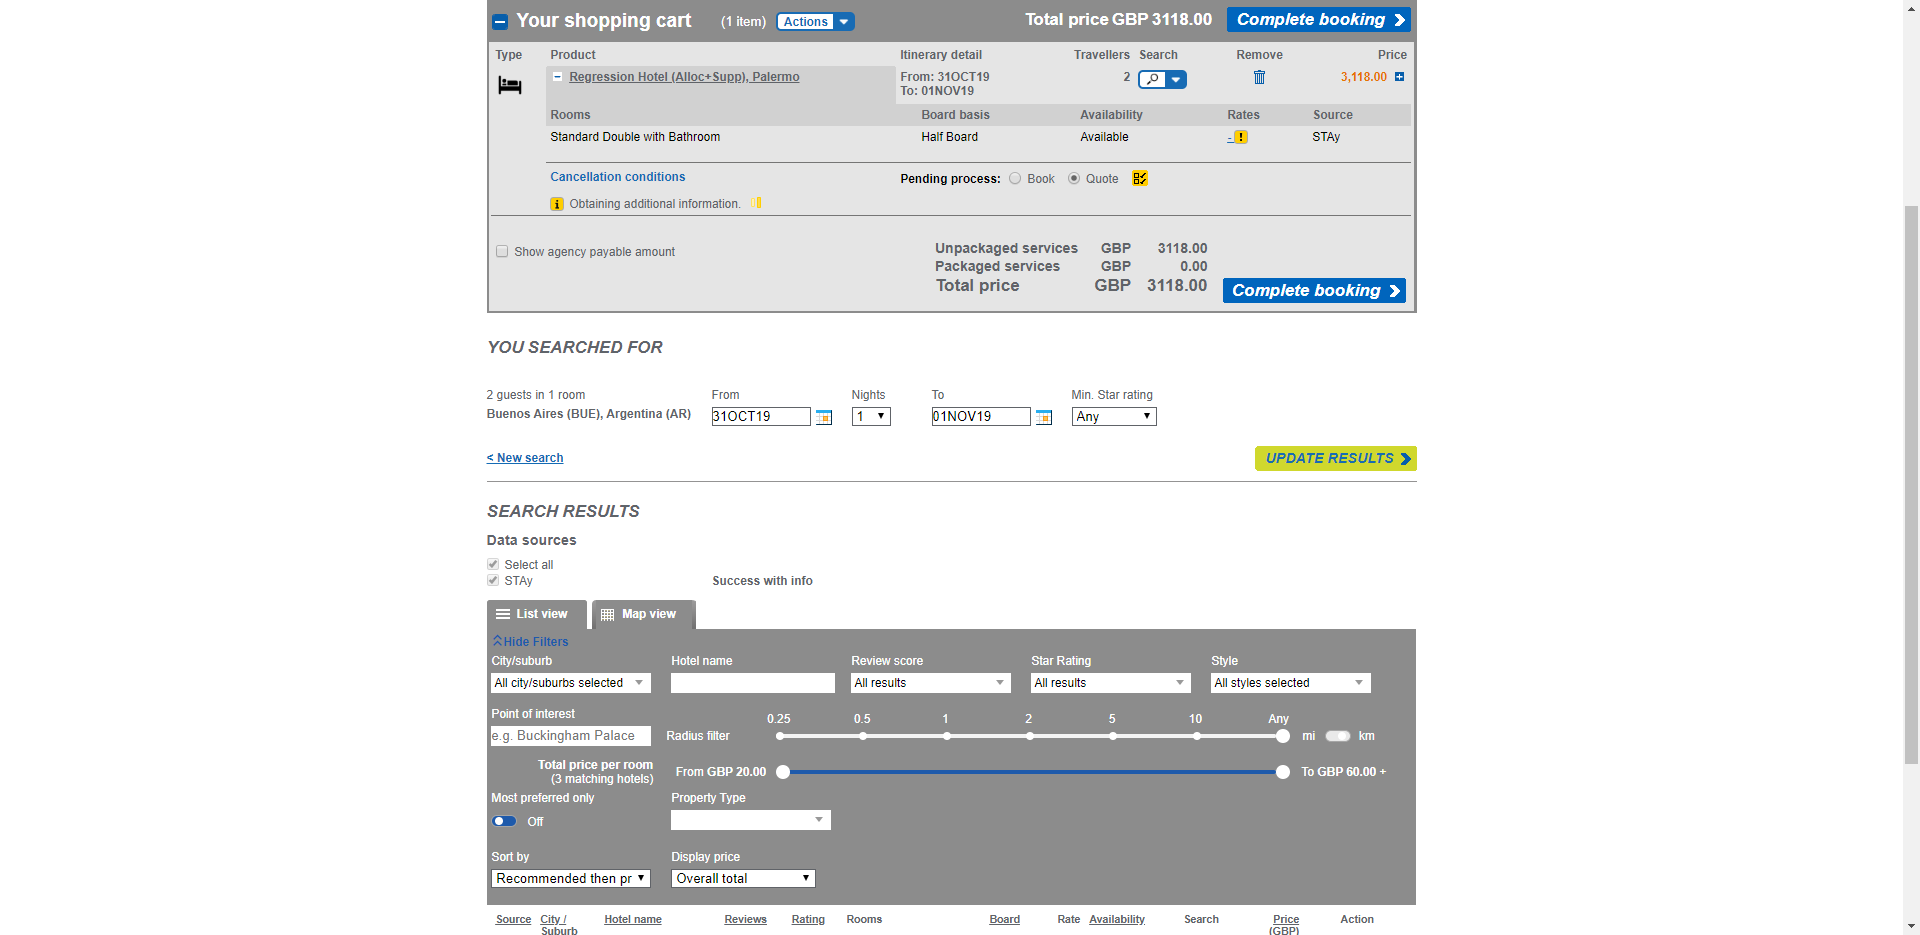 Your shopping cart (1 item) Actions Total price GBP 3118.00 Complete booking
Type Product Itinerary detail Travellers Search Remove Price
Regression Hotel (Alloc+Supp), Palermo From: 31OCT19 2 3,118.00
To: 01NOV19
Rooms Board basis Availability Rates Source
Standard Double with Bathroom Half Board Available - ! STAy
Cancellation conditions Pending process: Book Quote
i Obtaining additional information.
Show agency payable amount Unpackaged services GBP 3118.00
Packaged services GBP 0.00
Total price GBP 3118.00 Complete booking
YOU SEARCHED FOR
2 guests in 1 room From Nights To Min. Star rating
Buenos Aires (BUE), Argentina (AR) 31OCT19 1 01NOV19 Any
< New search UPDATE RESULTS
SEARCH RESULTS
Data sources
Select all
STAy Success with info
List view Map view
Hide Filters
City/suburb Hotel name Review score Star Rating Style
All city/suburbs selected All results All results All styles selected
Point of interest 0.25 0.5 1 2 5 10 Any
e.g. Buckingham Palace Radius filter mi km
Total price per room From GBP 20.00 To GBP 60.00 +
(3 matching hotels)
Most preferred only Property Type
Off
Sort by Display price
Recommended then pr Overall total
Source City / Hotel name Reviews Rating Rooms Board Rate Availability Search Price Action
Suburb (GBP)